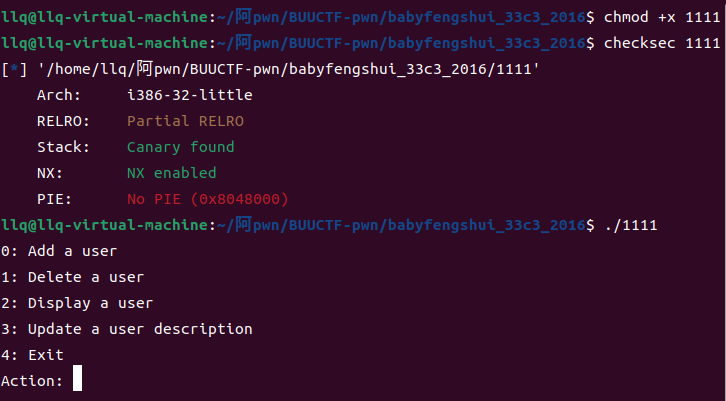 llq@llq-virtual-machine:~/阿pwn/BUUCTF-pwn/babyfengshui_33c3_2016$ chmod +x 1111
llq@llq-virtual-machine:~/阿pwn/BUUCTF-pwn/babyfengshui_33c3_2016$ checksec 1111
[*] '/home/llq/阿pwn/BUUCTF-pwn/babyfengshui_33c3_2016/1111'
Arch: i386-32-little
RELRO: Partial RELRO
Stack: Canary found
NX: NX enabled
PIE: No PIE (0x8048000)
llq@llq-virtual-machine:~/阿pwn/BUUCTF-pwn/babyfengshui_33c3_2016$ ./1111
0: Add a user
1: Delete a user
2: Display a user
3: Update a user description
4: Exit
Action: